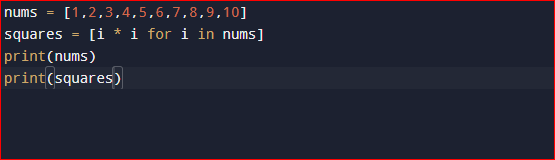 nums = [1,2,3,4,5,6,7,8,9,10]
squares = [i * i for i in nums]
print(nums)
print(squares)